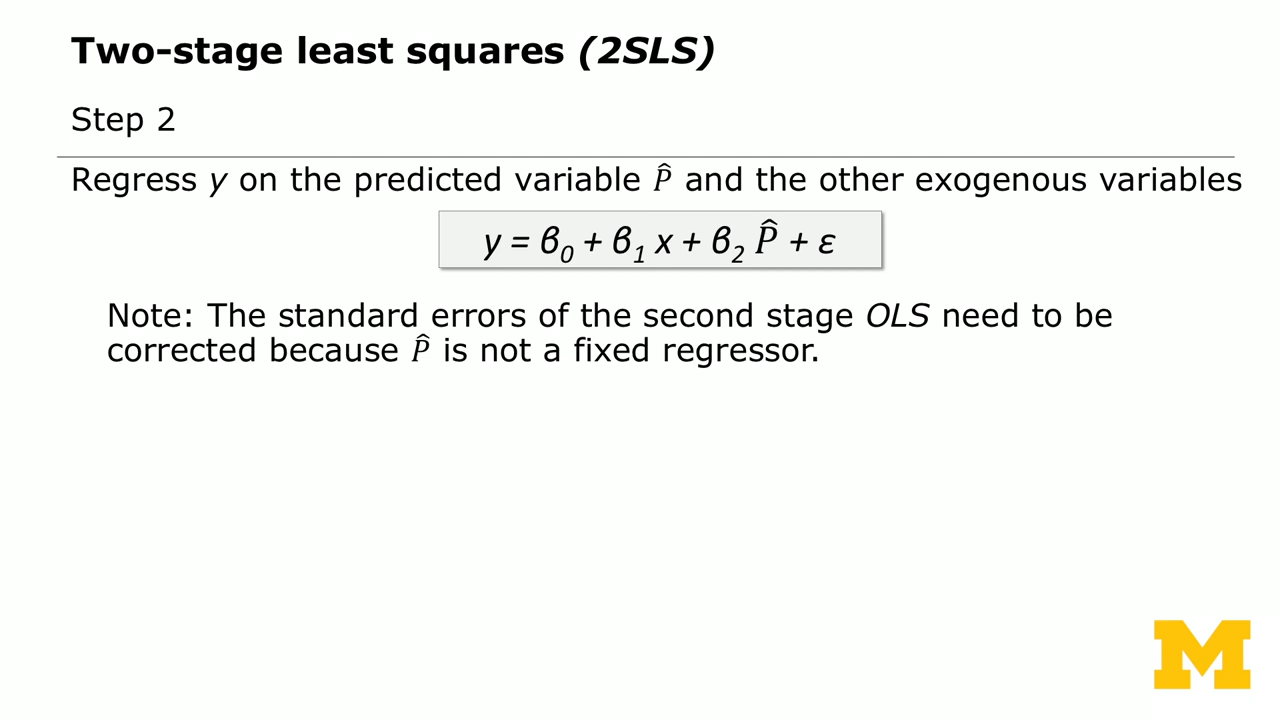 Two-stage least squares (2SLS)
Step 2
Regress y on the predicted variable P̂ and the other exogenous variables
y = β₀ + β₁ x + β₂ P̂ + ε
Note: The standard errors of the second stage OLS need to be
corrected because P̂ is not a fixed regressor.
M